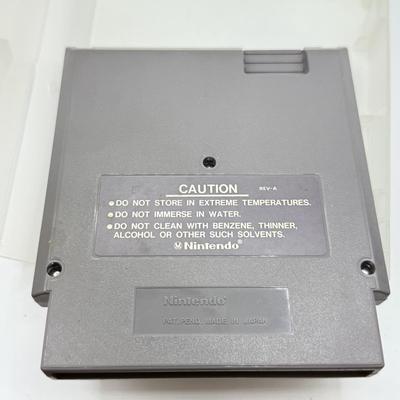 CAUTION REV-A
●DO NOT STORE IN EXTREME TEMPERATURES.
●DO NOT IMMERSE IN WATER.
●DO NOT CLEAN WITH BENZENE, THINNER,
ALCOHOL OR OTHER SUCH SOLVENTS.
Nintendo®
Nintendo®
PAT. PEND. MADE IN JAPAN